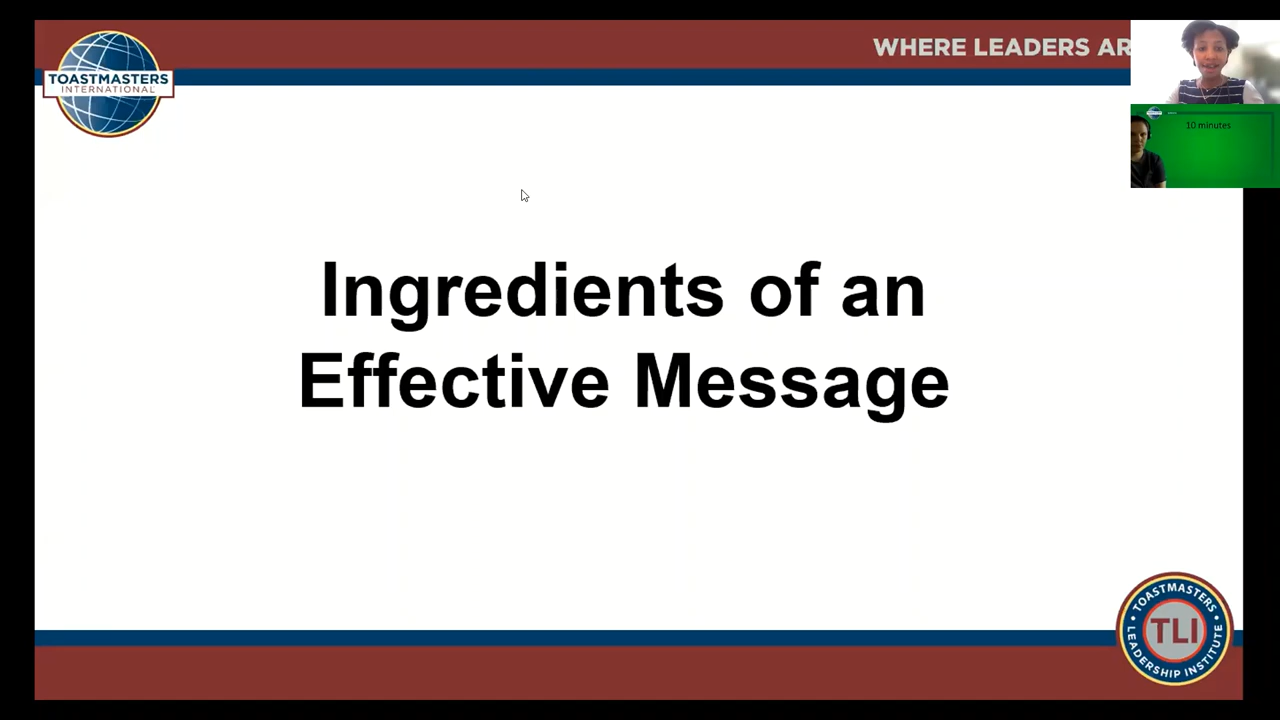 WHERE LEADERS AR
TOASTMASTERS
INTERNATIONAL
10 minutes
Ingredients of an
Effective Message
TOASTMASTERS
TLI
LEADERSHIP INSTITUTE